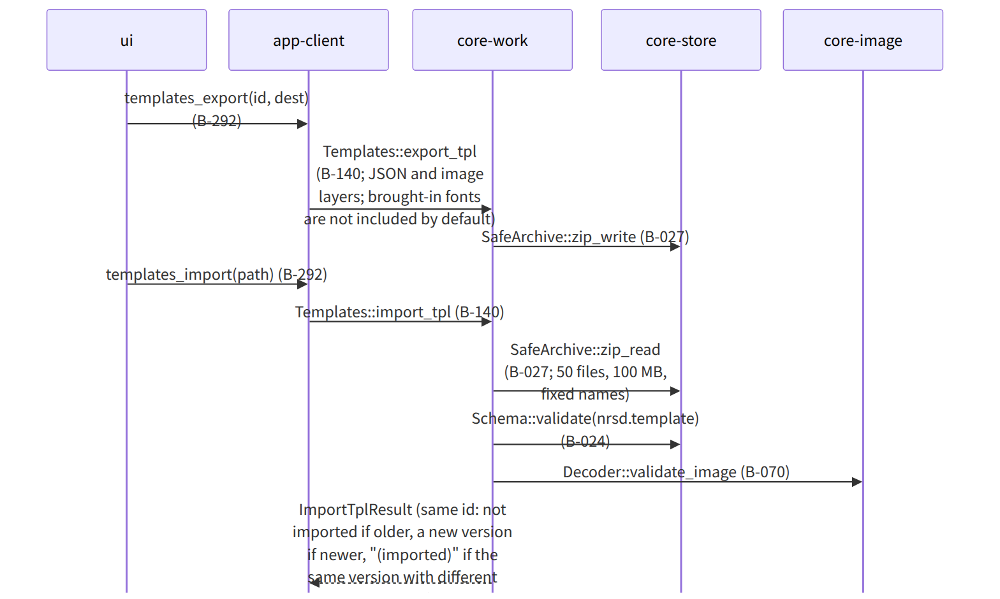 ui
app-client
core-work
core-store
core-image
templates_export(id, dest)
(B-292)
Templates::export_tpl
(B-140; JSON and image
layers; brought-in fonts
are not included by default)
SafeArchive::zip_write (B-027)
templates_import(path) (B-292)
Templates::import_tpl (B-140)
SafeArchive::zip_read
(B-027; 50 files, 100 MB,
fixed names)
Schema::validate(nrsd.template)
(B-024)
Decoder::validate_image (B-070)
ImportTplResult (same id: not
imported if older, a new version
if newer, "(imported)" if the
same version with different